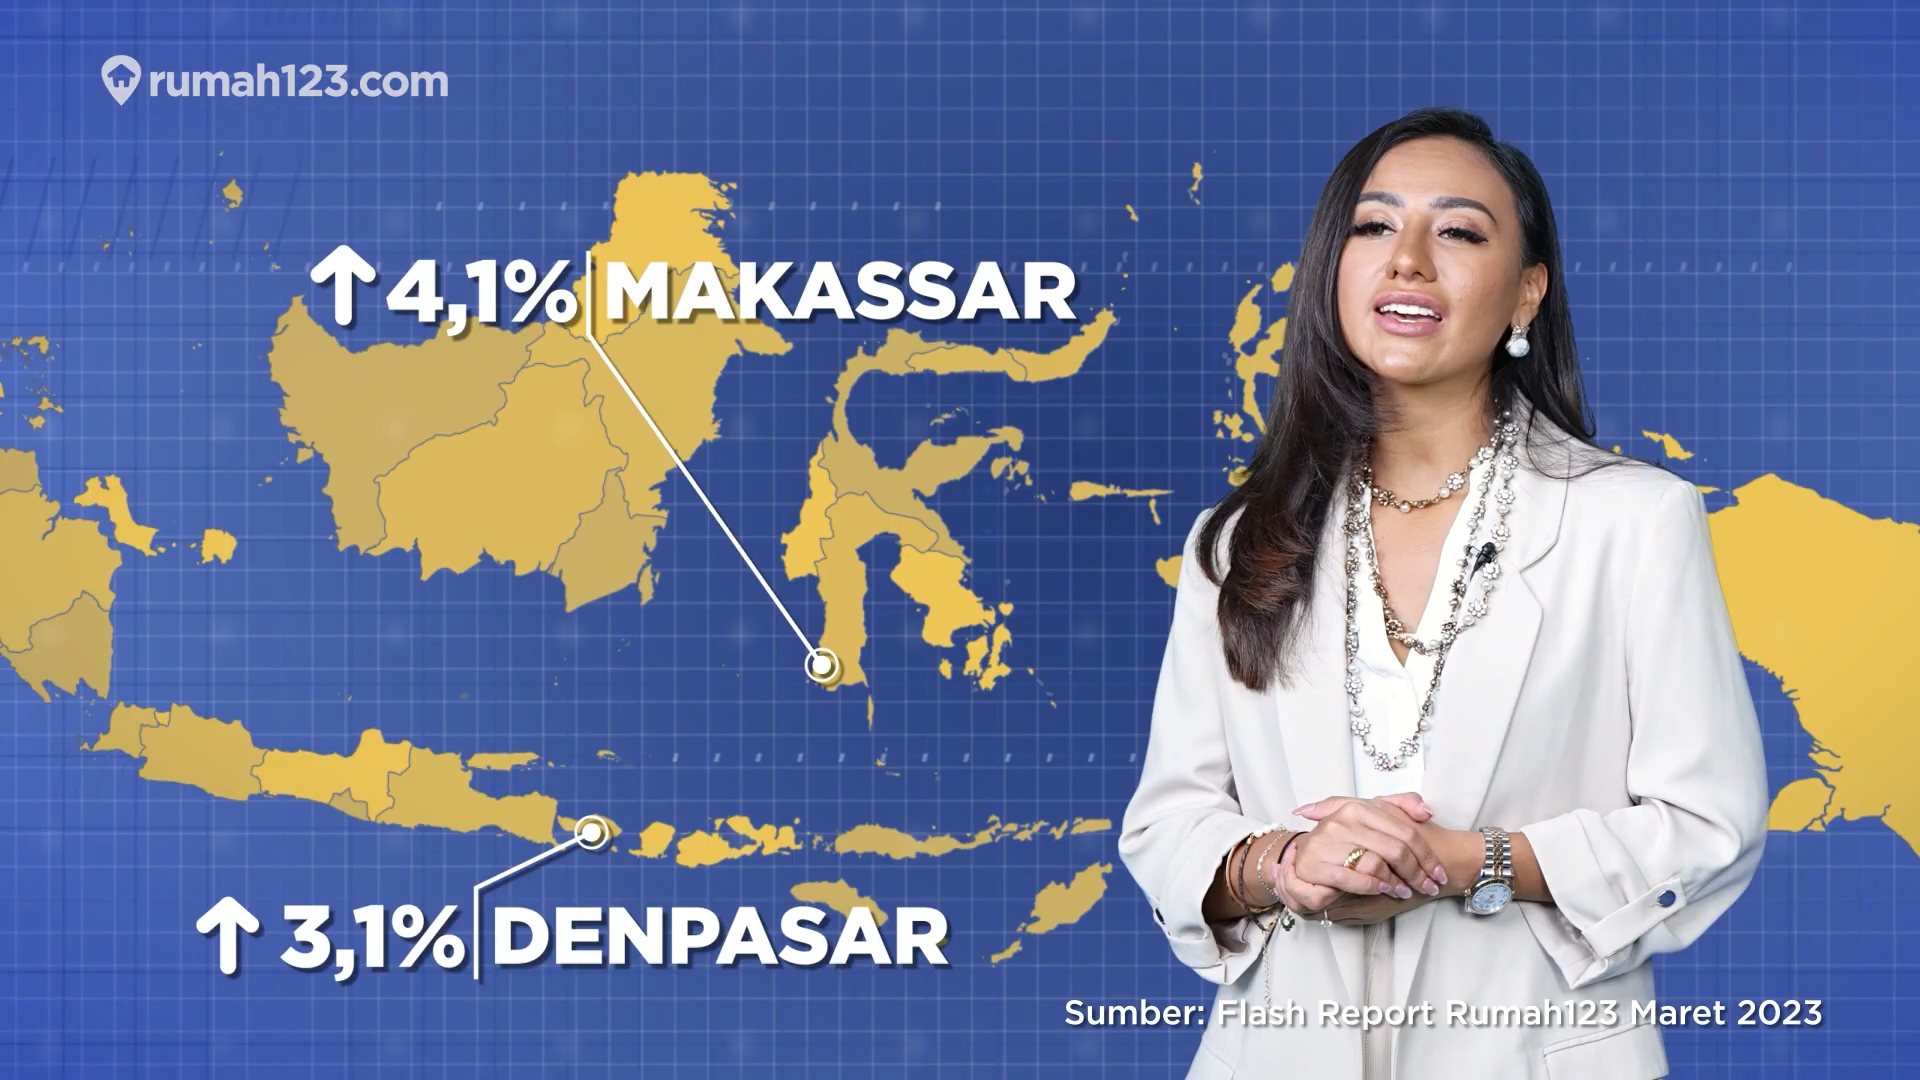 rumah123.com
4,1% MAKASSAR
3,1% DENPASAR
Sumber: Flash Report Rumah123 Maret 2023